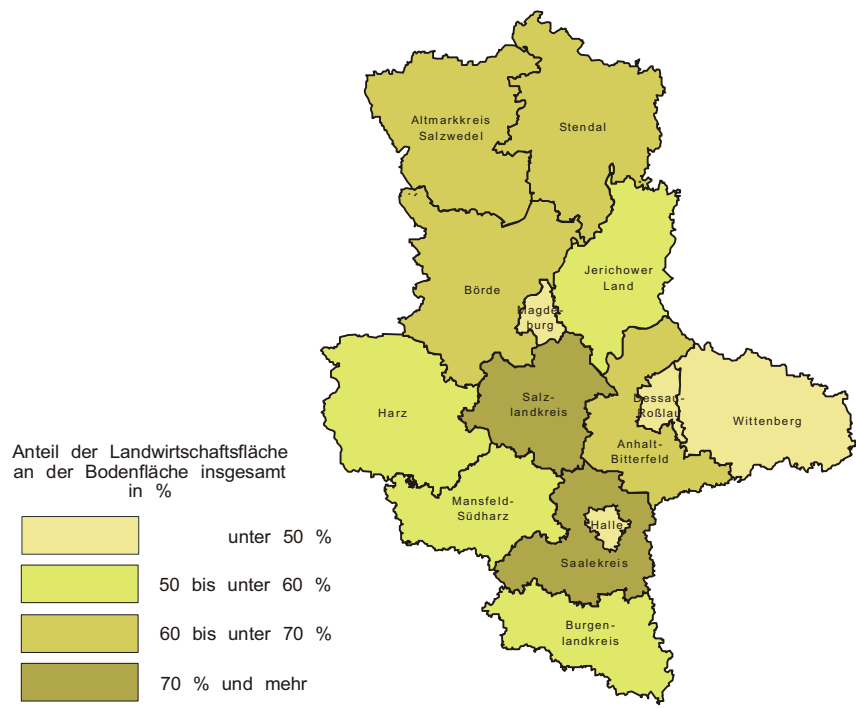 Altmarkkreis
Salzwedel
Stendal
Jerichower
Land
Börde
Magde-
burg
Salz-
landkreis
Harz
Dessau-
Roßlau
Wittenberg
Anhalt-
Bitterfeld
Mansfeld-
Südharz
Halle
Saalekreis
Burgen-
landkreis
Anteil der Landwirtschaftsfläche
an der Bodenfläche insgesamt
in %
unter 50 %
50 bis unter 60 %
60 bis unter 70 %
70 % und mehr